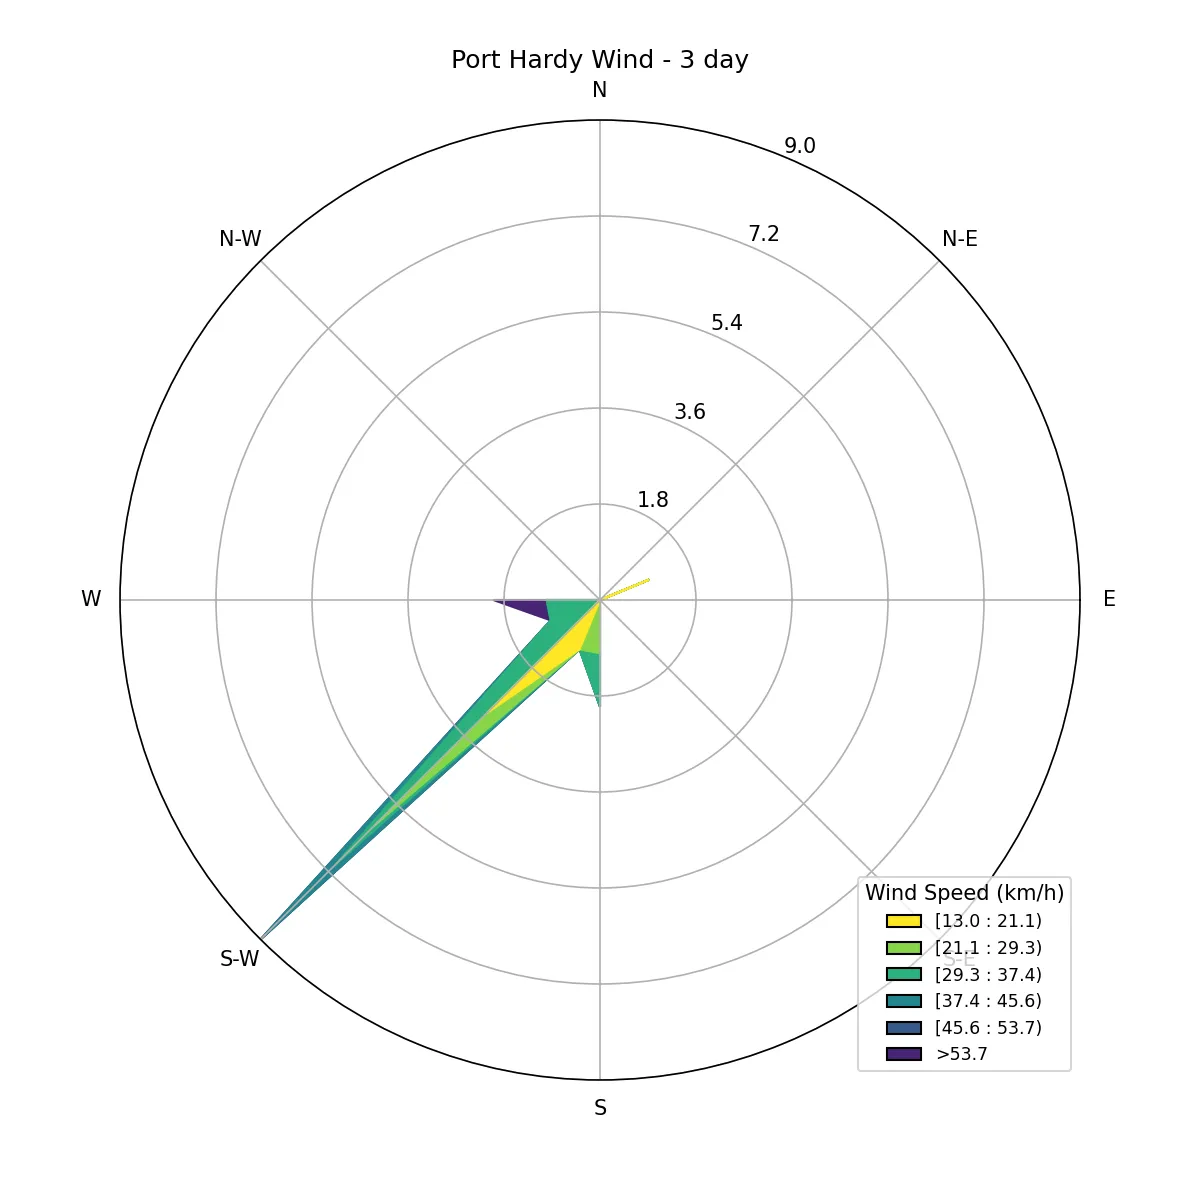 Port Hardy Wind - 3 day
N
9.0
N-W
N-E
7.2
5.4
3.6
1.8
W
E
S-W
S-E
Wind Speed (km/h)
[13.0 : 21.1)
[21.1 : 29.3)
[29.3 : 37.4)
[37.4 : 45.6)
[45.6 : 53.7)
>53.7
S